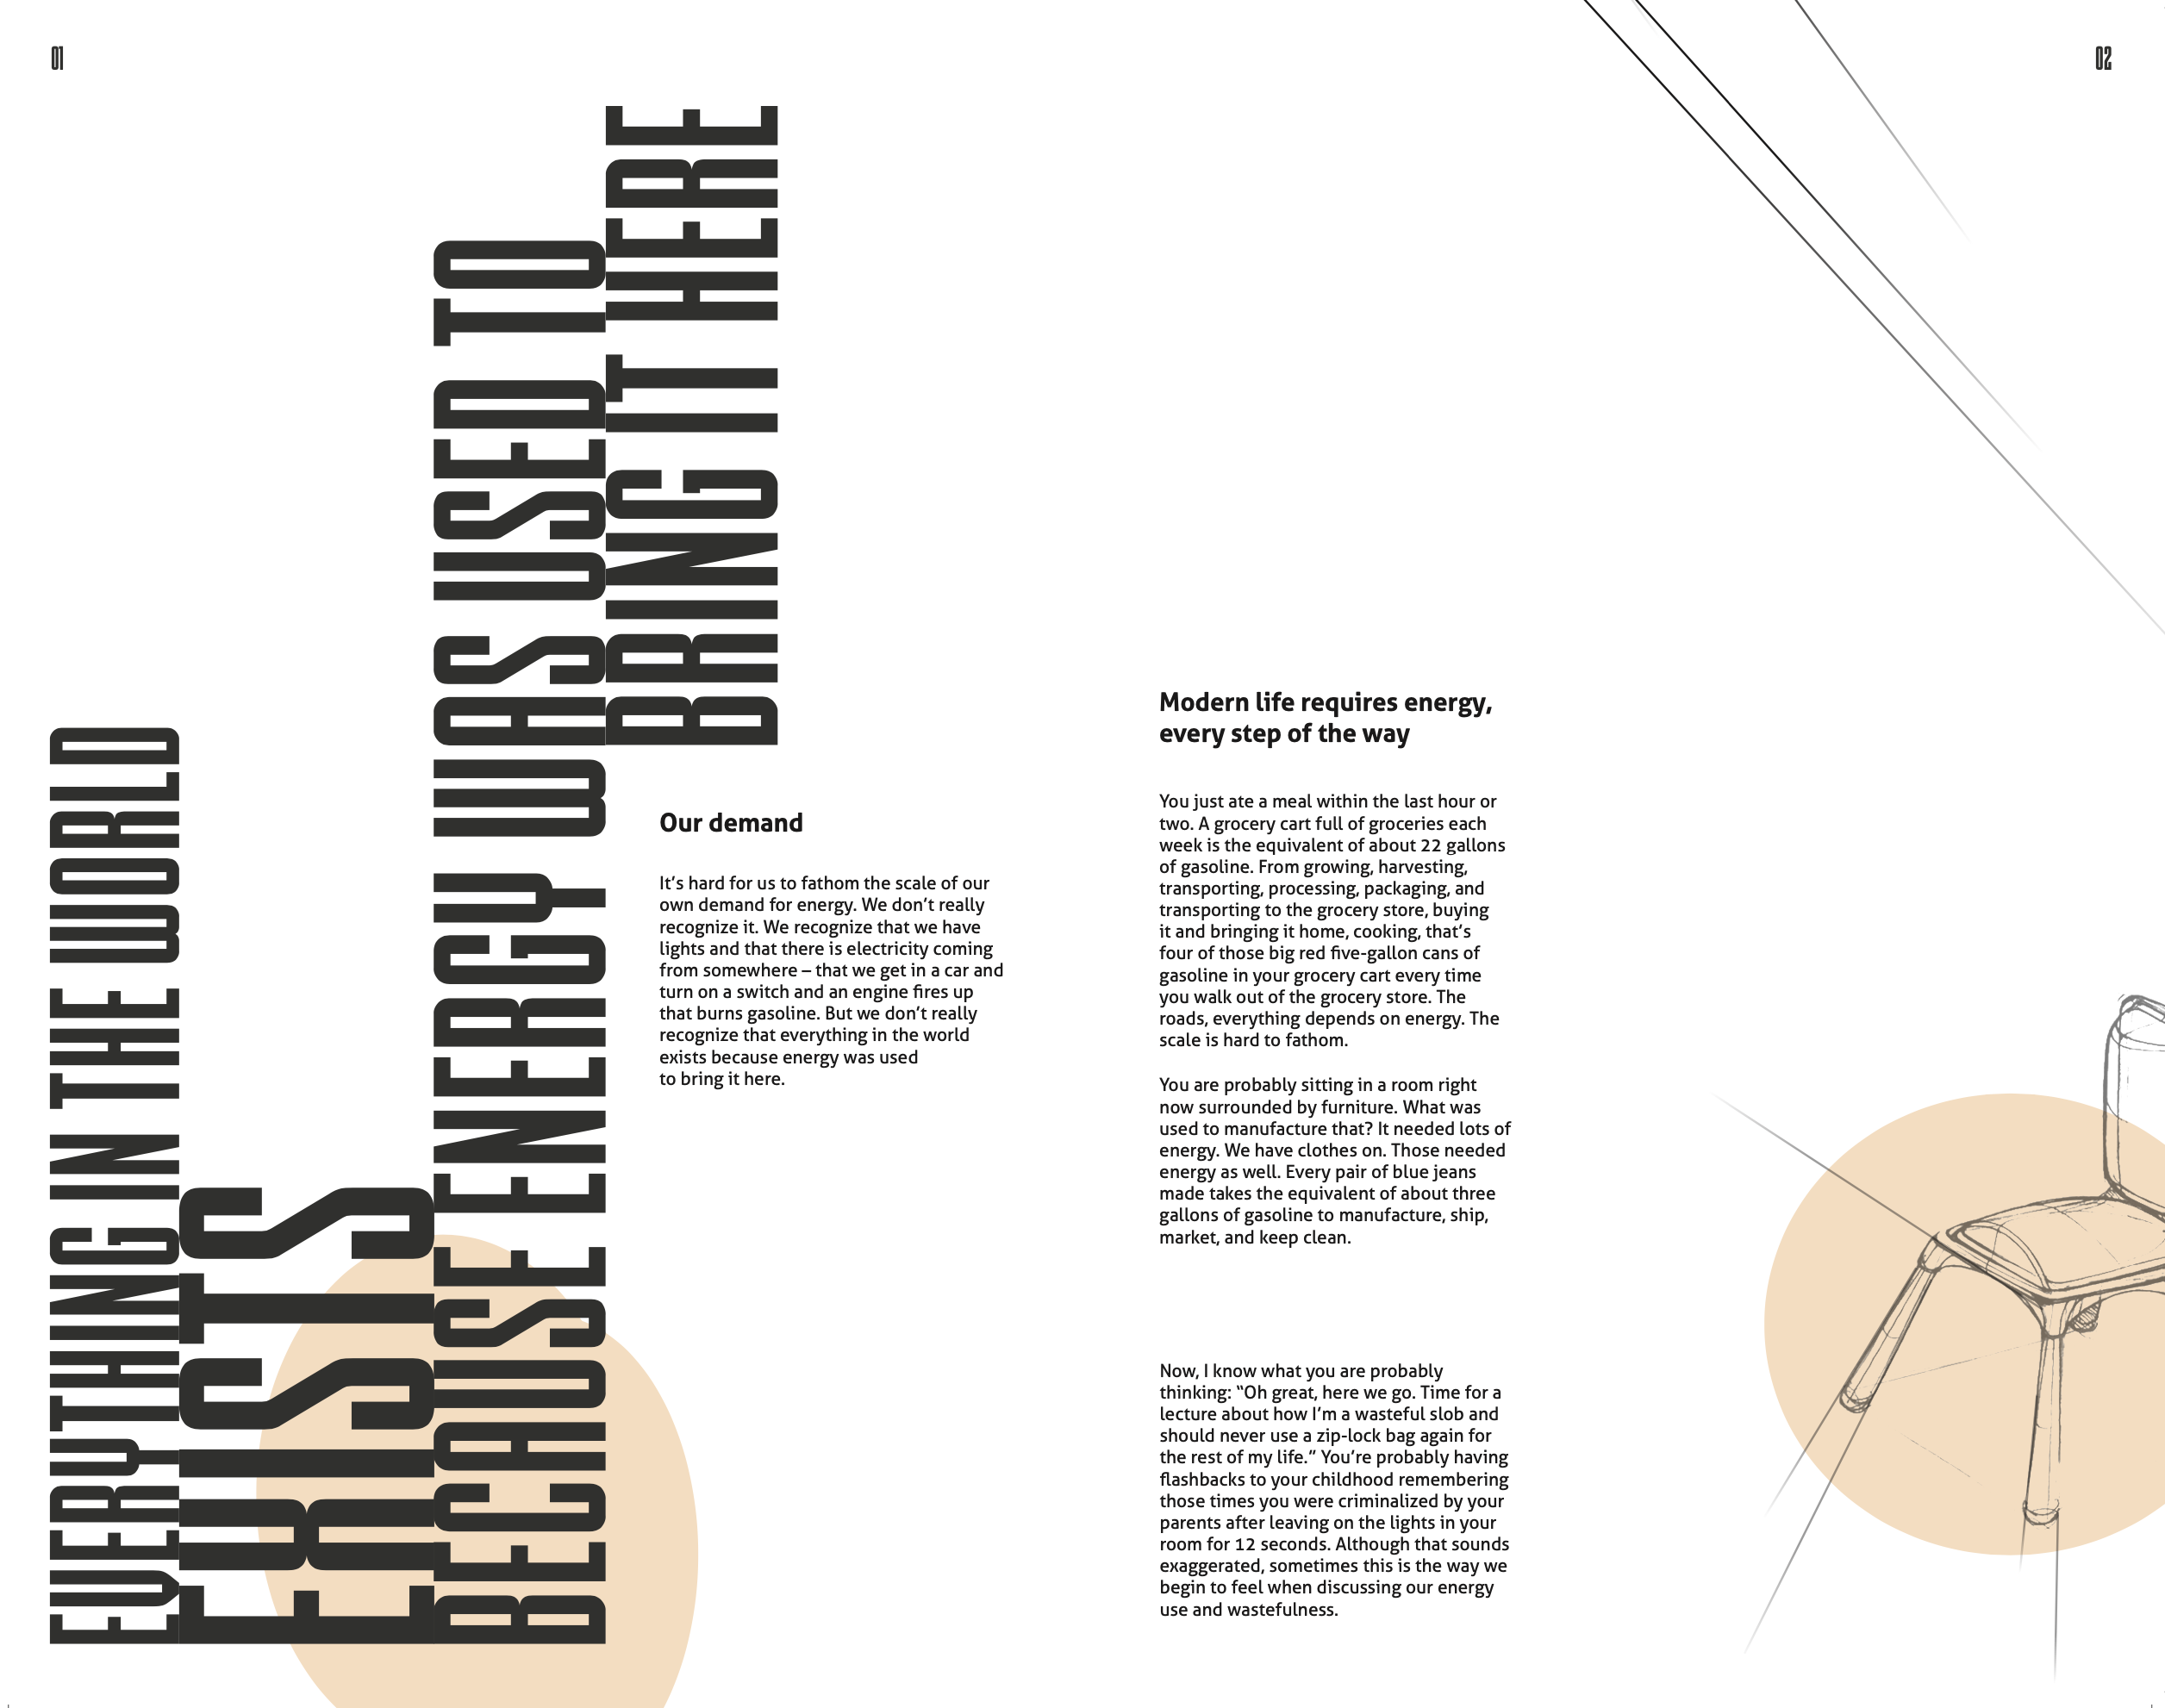 01
02
EVERYTHING IN THE WORLD
EXISTS
BECAUSE ENERGY WAS USED TO
BRING IT HERE
Our demand
It’s hard for us to fathom the scale of our
own demand for energy. We don’t really
recognize it. We recognize that we have
lights and that there is electricity coming
from somewhere – that we get in a car and
turn on a switch and an engine fires up
that burns gasoline. But we don’t really
recognize that everything in the world
exists because energy was used
to bring it here.
Modern life requires energy,
every step of the way
You just ate a meal within the last hour or
two. A grocery cart full of groceries each
week is the equivalent of about 22 gallons
of gasoline. From growing, harvesting,
transporting, processing, packaging, and
transporting to the grocery store, buying
it and bringing it home, cooking, that’s
four of those big red five-gallon cans of
gasoline in your grocery cart every time
you walk out of the grocery store. The
roads, everything depends on energy. The
scale is hard to fathom.
You are probably sitting in a room right
now surrounded by furniture. What was
used to manufacture that? It needed lots of
energy. We have clothes on. Those needed
energy as well. Every pair of blue jeans
made takes the equivalent of about three
gallons of gasoline to manufacture, ship,
market, and keep clean.
Now, I know what you are probably
thinking: “Oh great, here we go. Time for a
lecture about how I’m a wasteful slob and
should never use a zip-lock bag again for
the rest of my life.” You’re probably having
flashbacks to your childhood remembering
those times you were criminalized by your
parents after leaving on the lights in your
room for 12 seconds. Although that sounds
exaggerated, sometimes this is the way we
begin to feel when discussing our energy
use and wastefulness.